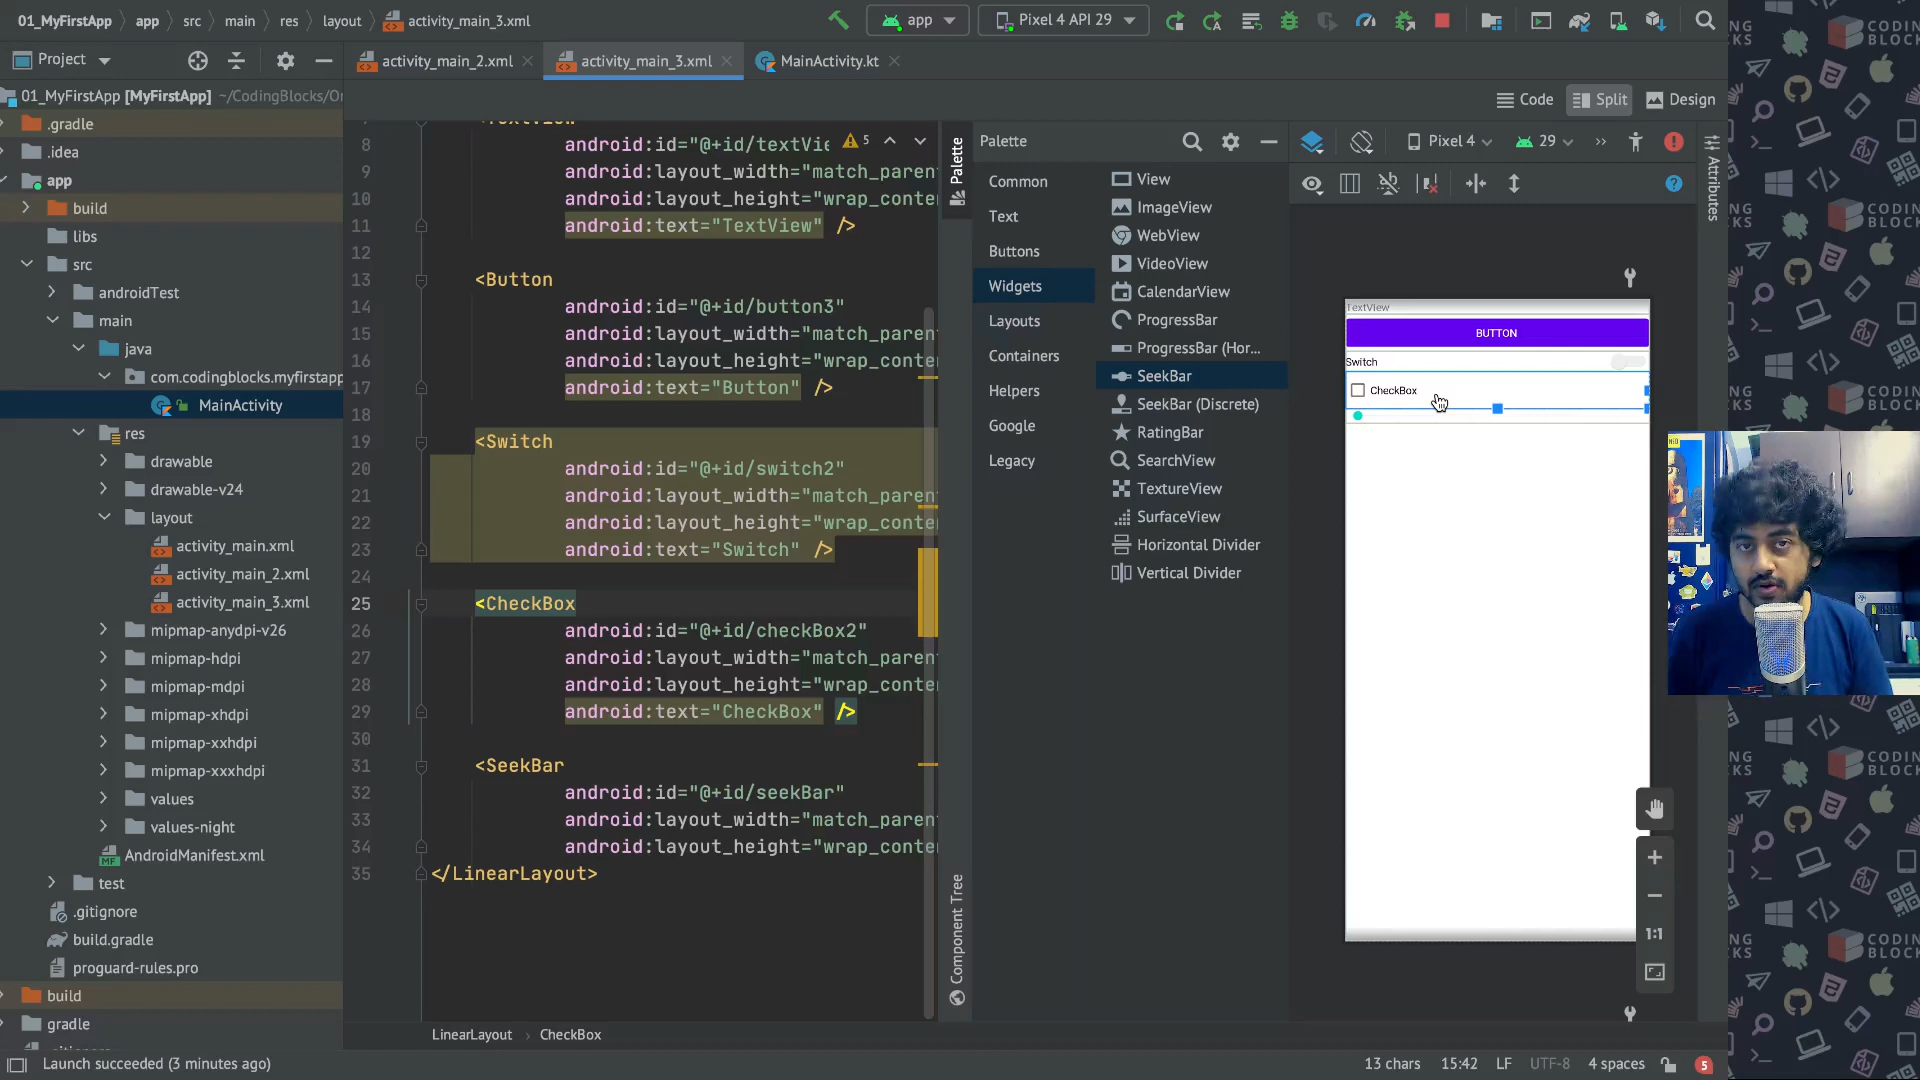 01_MyFirstApp app src main res layout activity_main_3.xml
app
Pixel 4 API 29
Project
activity_main_2.xml
activity_main_3.xml
MainActivity.kt
Code
Split
Design
01_MyFirstApp [MyFirstApp] ~/CodingBlocks/Or
.gradle
.idea
app
build
libs
src
androidTest
main
java
com.codingblocks.myfirstapp
MainActivity
res
drawable
drawable-v24
layout
activity_main.xml
activity_main_2.xml
activity_main_3.xml
mipmap-anydpi-v26
mipmap-hdpi
mipmap-mdpi
mipmap-xhdpi
mipmap-xxhdpi
mipmap-xxxhdpi
values
values-night
AndroidManifest.xml
test
.gitignore
build.gradle
proguard-rules.pro
build
gradle
5
8 android:id="@+id/textVie
9 android:layout_width="match_paren
10 android:layout_height="wrap_conte
11 android:text="TextView" />
12
13 <Button
14 android:id="@+id/button3"
15 android:layout_width="match_paren
16 android:layout_height="wrap_conte
17 android:text="Button" />
18
19 <Switch
20 android:id="@+id/switch2"
21 android:layout_width="match_paren
22 android:layout_height="wrap_conte
23 android:text="Switch" />
24
25 <CheckBox
26 android:id="@+id/checkBox2"
27 android:layout_width="match_paren
28 android:layout_height="wrap_conte
29 android:text="CheckBox" />
30
31 <SeekBar
32 android:id="@+id/seekBar"
33 android:layout_width="match_paren
34 android:layout_height="wrap_conte
35 </LinearLayout>
LinearLayout › CheckBox
Palette
Component Tree
Palette
Common
Text
Buttons
Widgets
Layouts
Containers
Helpers
Google
Legacy
View
ImageView
WebView
VideoView
CalendarView
ProgressBar
ProgressBar (Hor...
SeekBar
SeekBar (Discrete)
RatingBar
SearchView
TextureView
SurfaceView
Horizontal Divider
Vertical Divider
Pixel 4
29
Attributes
TextView
BUTTON
Switch
CheckBox
1:1
Launch succeeded (3 minutes ago)
13 chars 15:42 LF UTF-8 4 spaces
5
CODING
BLOCKS